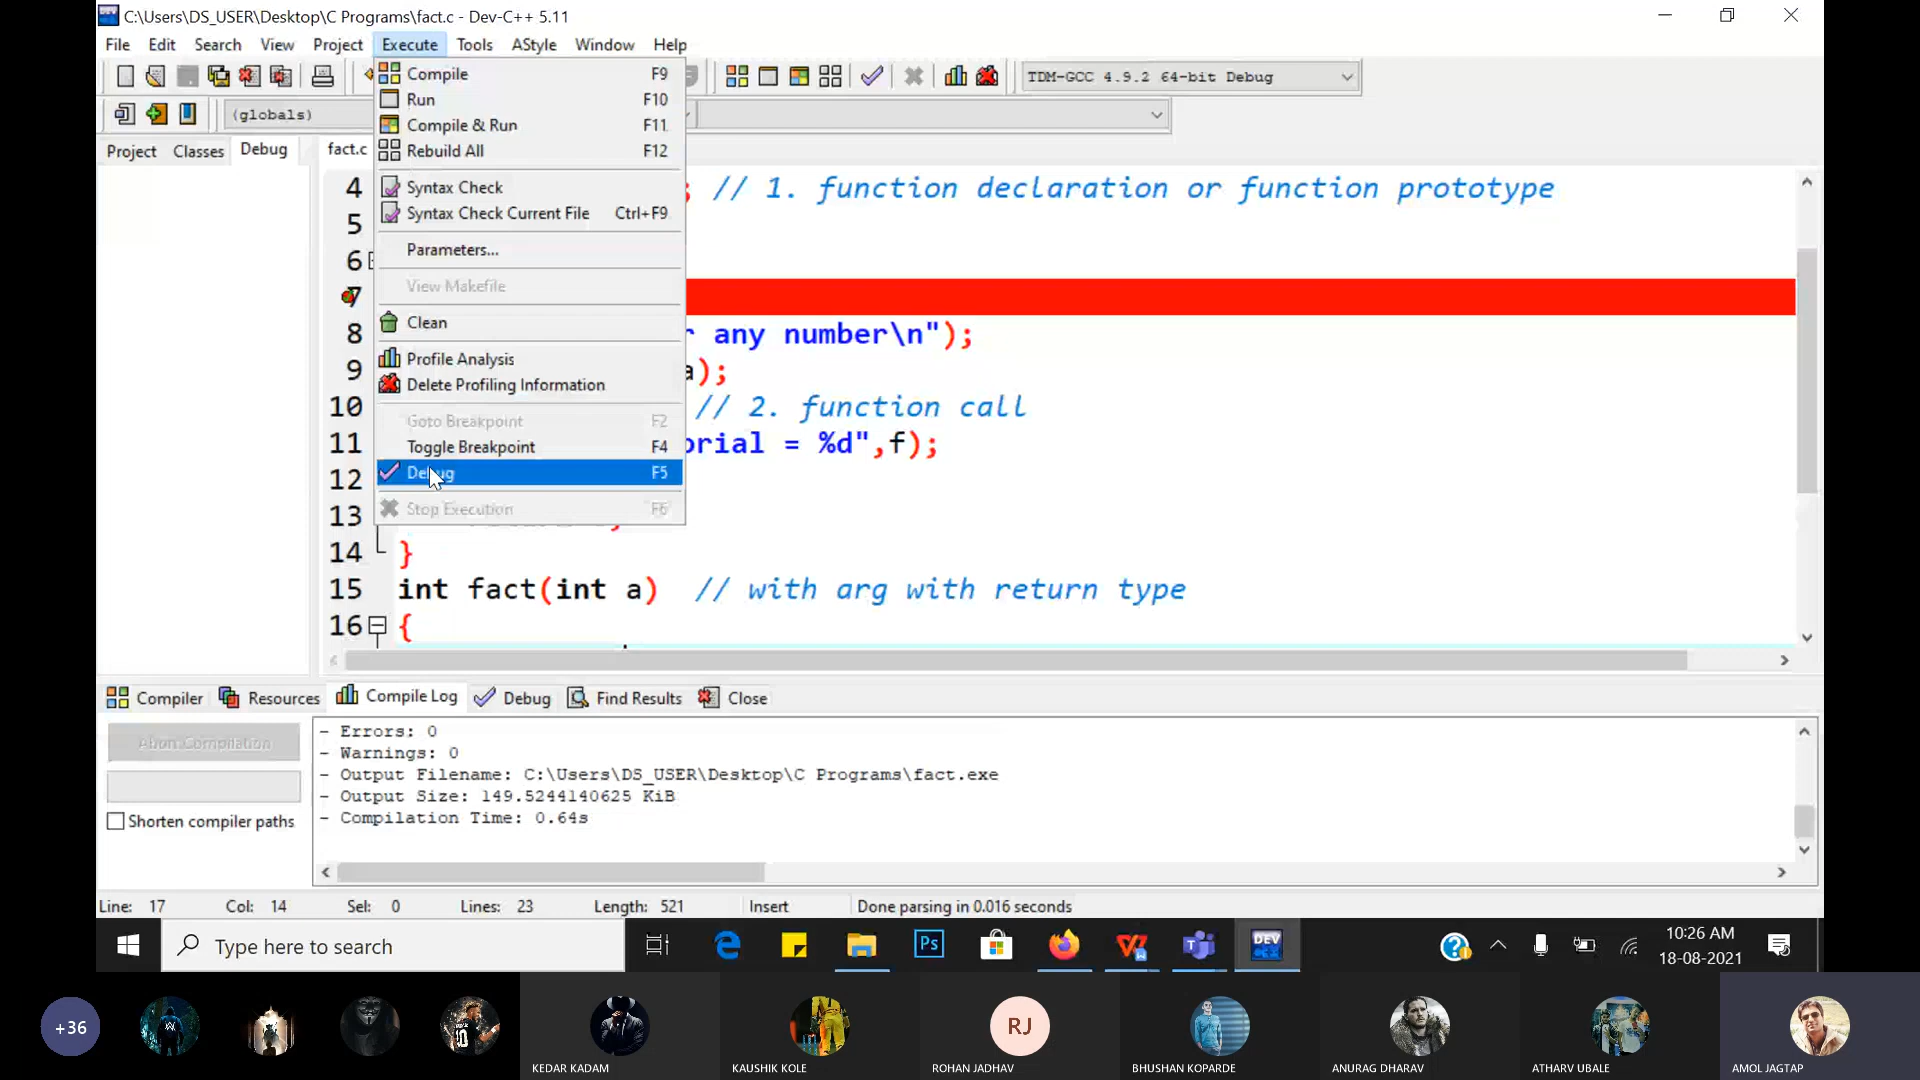 C:\Users\DS_USER\Desktop\C Programs\fact.c - Dev-C++ 5.11
File Edit Search View Project Execute Tools AStyle Window Help
TDM-GCC 4.9.2 64-bit Debug
(globals)
Project Classes Debug
fact.c
Compile F9
Run F10
Compile & Run F11
Rebuild All F12
Syntax Check
Syntax Check Current File Ctrl+F9
Parameters...
View Makefile
Clean
Profile Analysis
Delete Profiling Information
Goto Breakpoint F2
Toggle Breakpoint F4
Debug F5
Stop Execution F6
4 ; // 1. function declaration or function prototype
5
6
7
8 r any number\n");
9 a);
10 // 2. function call
11 orial = %d",f);
12
13
14 }
15 int fact(int a) // with arg with return type
16 {
Compiler Resources Compile Log Debug Find Results Close
Abort Compilation
Shorten compiler paths
- Errors: 0
- Warnings: 0
- Output Filename: C:\Users\DS_USER\Desktop\C Programs\fact.exe
- Output Size: 149.5244140625 KiB
- Compilation Time: 0.64s
Line: 17 Col: 14 Sel: 0 Lines: 23 Length: 521 Insert Done parsing in 0.016 seconds
Type here to search
Ps
DEV
10:26 AM
18-08-2021
+36
RJ
KEDAR KADAM
KAUSHIK KOLE
ROHAN JADHAV
BHUSHAN KOPARDE
ANURAG DHARAV
ATHARV UBALE
AMOL JAGTAP